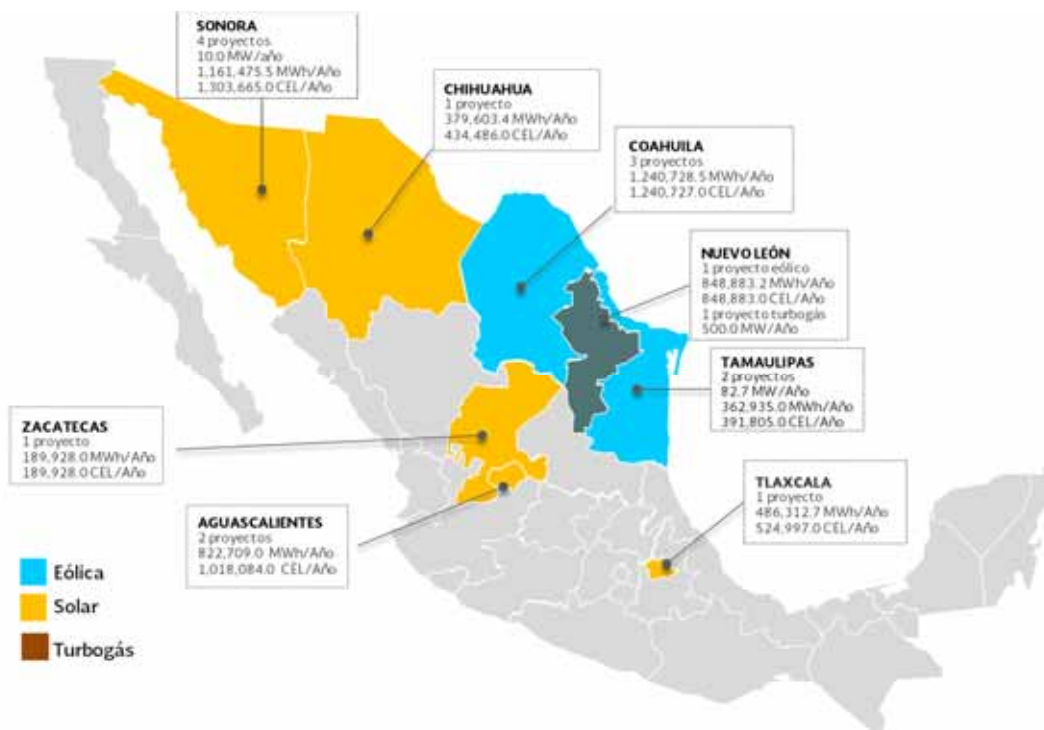 SONORA
4 proyectos
10.0 MW/año
1,161,475.5 MWh/Año
1,303,665.0 CEL/Año
CHIHUAHUA
1 proyecto
379,603.4 MWh/Año
434,486.0 CEL/Año
COAHUILA
3 proyectos
1,240,728.5 MWh/Año
1,240,727.0 CEL/Año
NUEVO LEÓN
1 proyecto eólico
848,883.2 MWh/Año
848,883.0 CEL/Año
1 proyecto turbogás
500.0 MW/Año
TAMAULIPAS
2 proyectos
82.7 MW/Año
362,935.0 MWh/Año
391,805.0 CEL/Año
ZACATECAS
1 proyecto
189,928.0 MWh/Año
189,928.0 CEL/Año
AGUASCALIENTES
2 proyectos
822,709.0 MWh/Año
1,018,084.0 CEL/Año
TLAXCALA
1 proyecto
486,312.7 MWh/Año
524,997.0 CEL/Año
Eólica
Solar
Turbogás